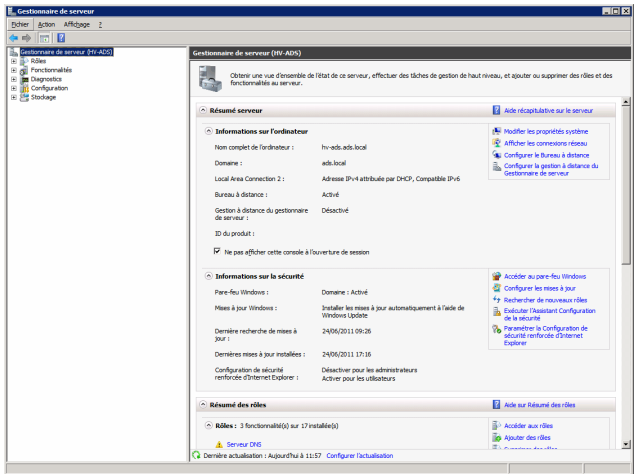 Gestionnaire de serveur
Fichier Action Affichage ?
Gestionnaire de serveur (HV-ADS)
Rôles
Fonctionnalités
Diagnostics
Configuration
Stockage
Gestionnaire de serveur (HV-ADS)
Obtenir une vue d'ensemble de l'état de ce serveur, effectuer des tâches de gestion de haut niveau, et ajouter ou supprimer des rôles et des
fonctionnalités au serveur.
Résumé serveur
Aide récapitulative sur le serveur
Informations sur l'ordinateur
Nom complet de l'ordinateur : hv-ads.ads.local
Domaine : ads.local
Local Area Connection 2 : Adresse IPv4 attribuée par DHCP, Compatible IPv6
Bureau à distance : Activé
Gestion à distance du gestionnaire Désactivé
de serveur :
ID du produit :
Ne pas afficher cette console à l'ouverture de session
Modifier les propriétés système
Afficher les connexions réseau
Configurer le Bureau à distance
Configurer la gestion à distance du
Gestionnaire de serveur
Informations sur la sécurité
Pare-feu Windows : Domaine : Activé
Mises à jour Windows : Installer les mises à jour automatiquement à l'aide de
Windows Update
Dernière recherche de mises à 24/06/2011 09:26
jour :
Dernières mises à jour installées : 24/06/2011 17:16
Configuration de sécurité Désactiver pour les administrateurs
renforcée d'Internet Explorer : Activer pour les utilisateurs
Accéder au pare-feu Windows
Configurer les mises à jour
Rechercher de nouveaux rôles
Exécuter l'Assistant Configuration
de la sécurité
Paramétrer la Configuration de
sécurité renforcée d'Internet
Explorer
Résumé des rôles
Aide sur Résumé des rôles
Rôles : 3 fonctionnalité(s) sur 17 installée(s)
Serveur DNS
Accéder aux rôles
Ajouter des rôles
Dernière actualisation : Aujourd'hui à 11:57 Configurer l'actualisation